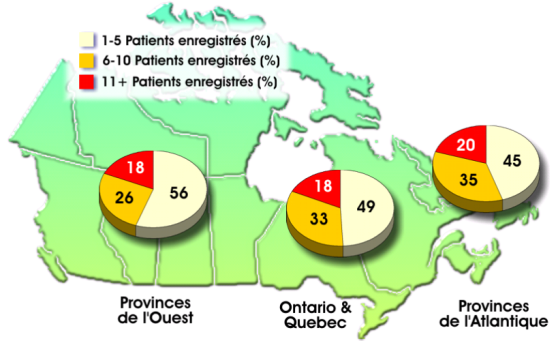 1-5 Patients enregistrés (%)
6-10 Patients enregistrés (%)
11+ Patients enregistrés (%)
18
56
26
18
49
33
20
45
35
Provinces
de l'Ouest
Ontario &
Quebec
Provinces
de l'Atlantique